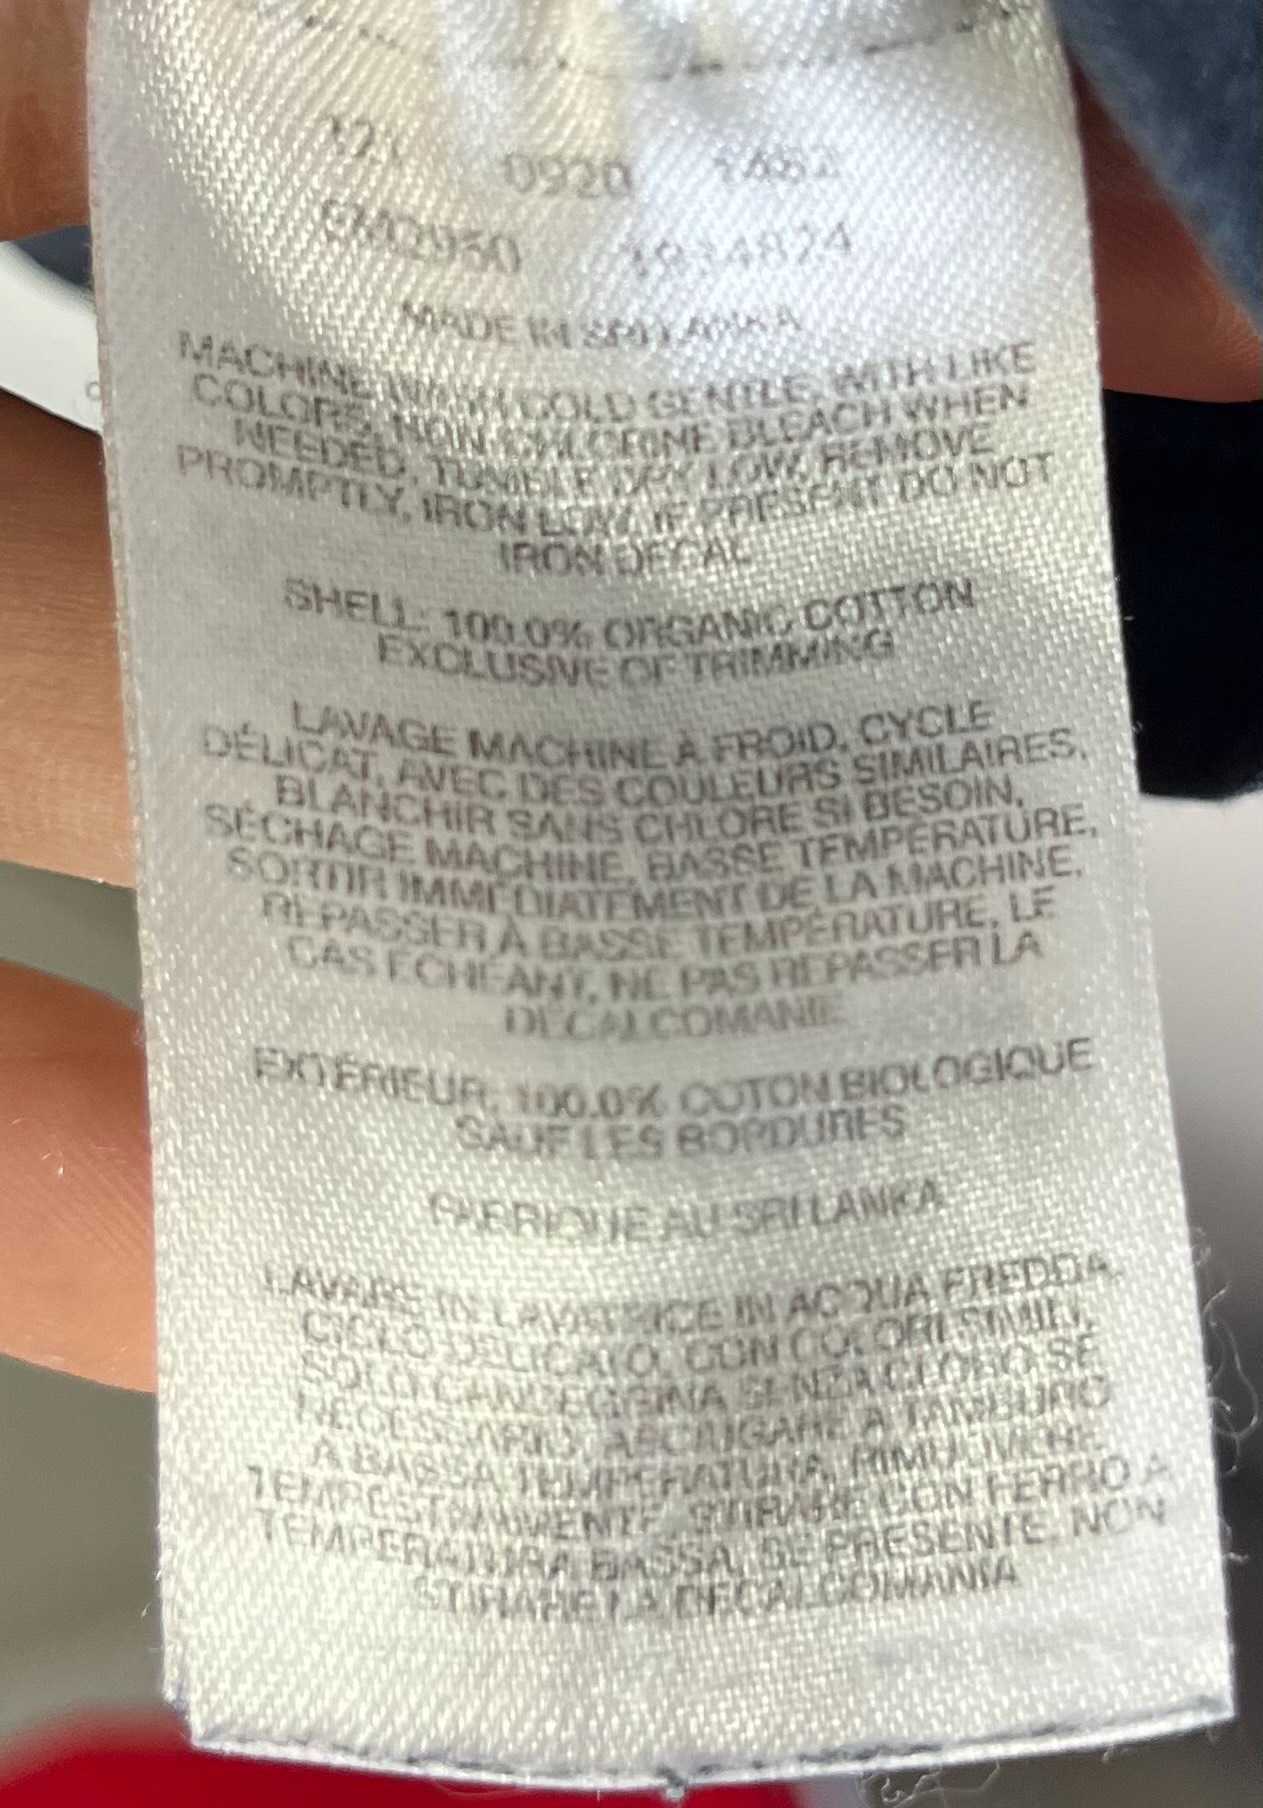 0920
MADE IN SRI LANKA
MACHINE WASH COLD GENTLE, WITH LIKE
COLORS, NON-CHLORINE BLEACH WHEN
NEEDED, TUMBLE DRY LOW, REMOVE
PROMPTLY, IRON LOW, IF PRESENT DO NOT
IRON DECAL
SHELL: 100.0% ORGANIC COTTON
EXCLUSIVE OF TRIMMING
LAVAGE MACHINE À FROID, CYCLE
DÉLICAT, AVEC DES COULEURS SIMILAIRES,
BLANCHIR SANS CHLORE SI BESOIN,
SÉCHAGE MACHINE, BASSE TEMPÉRATURE,
SORTIR IMMÉDIATEMENT DE LA MACHINE,
REPASSER À BASSE TEMPÉRATURE, LE
CAS ÉCHÉANT, NE PAS REPASSER LA
DÉCALCOMANIE
EXTÉRIEUR: 100.0% COTON BIOLOGIQUE
SAUF LES BORDURES
FABRIQUE AU SRI LANKA
LAVARE IN LAVATRICE IN ACQUA FREDDA,
CICLO DELICATO, CON COLORI SIMILI,
SOLO CANDEGGINA SENZA CLORO SE
NECESSARIO, ASCIUGARE A TAMBURO
A BASSA TEMPERATURA, RIMUOVERE
TEMPESTIVAMENTE, STIRARE CON FERRO A
TEMPERATURA BASSA, SE PRESENTE, NON
STIRARE LA DECALCOMANIA